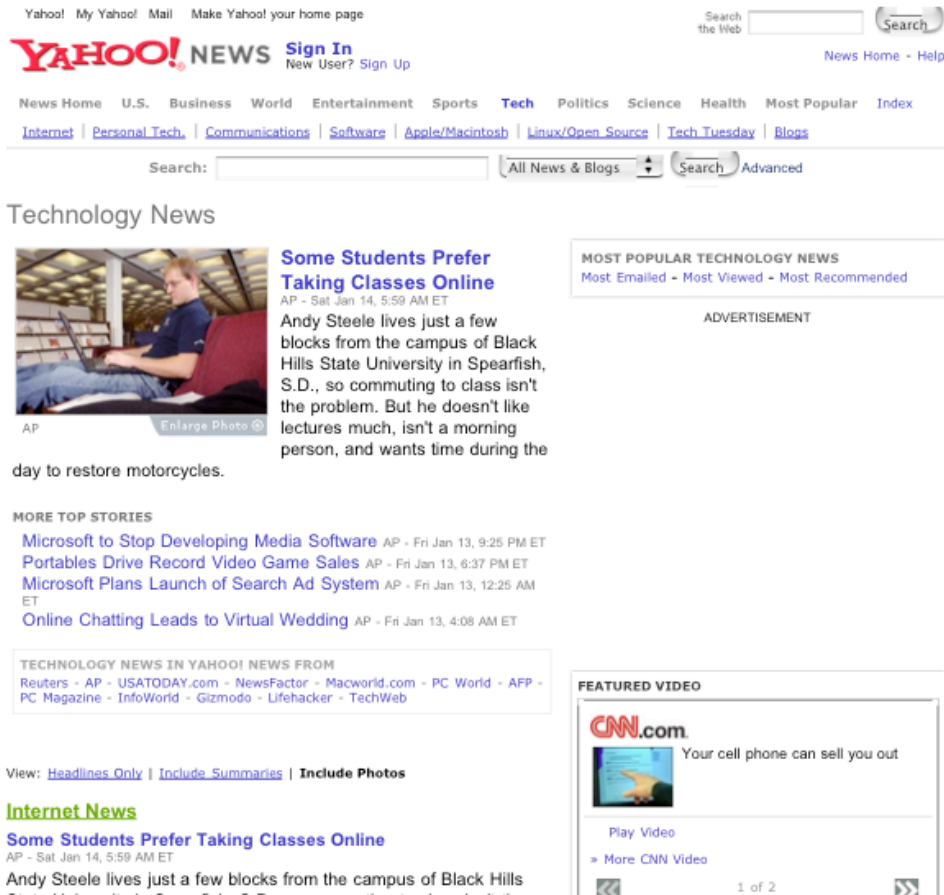 Yahoo! My Yahoo! Mail Make Yahoo! your home page
Search the Web
Search
YAHOO! NEWS
Sign In
New User? Sign Up
News Home - Help
News Home U.S. Business World Entertainment Sports Tech Politics Science Health Most Popular Index
Internet | Personal Tech. | Communications | Software | Apple/Macintosh | Linux/Open Source | Tech Tuesday | Blogs
Search: All News & Blogs Search Advanced
Technology News
Some Students Prefer
Taking Classes Online
AP - Sat Jan 14, 5:59 AM ET
Andy Steele lives just a few
blocks from the campus of Black
Hills State University in Spearfish,
S.D., so commuting to class isn't
the problem. But he doesn't like
lectures much, isn't a morning
person, and wants time during the
day to restore motorcycles.
AP
Enlarge Photo
MOST POPULAR TECHNOLOGY NEWS
Most Emailed - Most Viewed - Most Recommended
ADVERTISEMENT
MORE TOP STORIES
Microsoft to Stop Developing Media Software AP - Fri Jan 13, 9:25 PM ET
Portables Drive Record Video Game Sales AP - Fri Jan 13, 6:37 PM ET
Microsoft Plans Launch of Search Ad System AP - Fri Jan 13, 12:25 AM
ET
Online Chatting Leads to Virtual Wedding AP - Fri Jan 13, 4:08 AM ET
TECHNOLOGY NEWS IN YAHOO! NEWS FROM
Reuters - AP - USATODAY.com - NewsFactor - Macworld.com - PC World - AFP -
PC Magazine - InfoWorld - Gizmodo - Lifehacker - TechWeb
FEATURED VIDEO
CNN.com
Your cell phone can sell you out
Play Video
» More CNN Video
1 of 2
View: Headlines Only | Include Summaries | Include Photos
Internet News
Some Students Prefer Taking Classes Online
AP - Sat Jan 14, 5:59 AM ET
Andy Steele lives just a few blocks from the campus of Black Hills